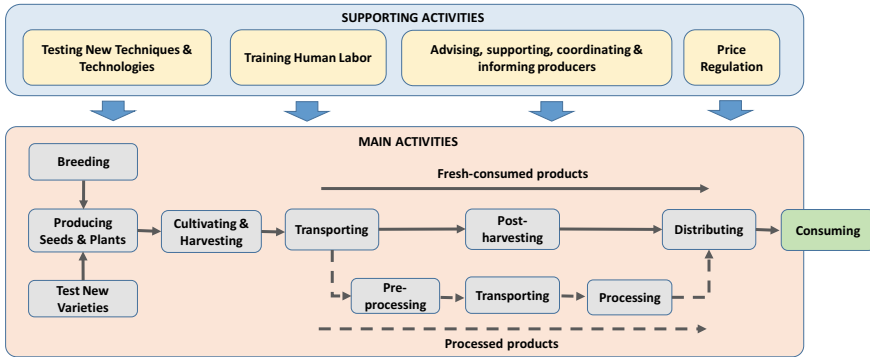 SUPPORTING ACTIVITIES
Testing New Techniques &
Technologies
Training Human Labor
Advising, supporting, coordinating &
informing producers
Price
Regulation
MAIN ACTIVITIES
Breeding
Fresh-consumed products
Producing
Seeds & Plants
Cultivating &
Harvesting
Transporting
Post-
harvesting
Distributing
Consuming
Test New
Varieties
Pre-
processing
Transporting
Processing
Processed products